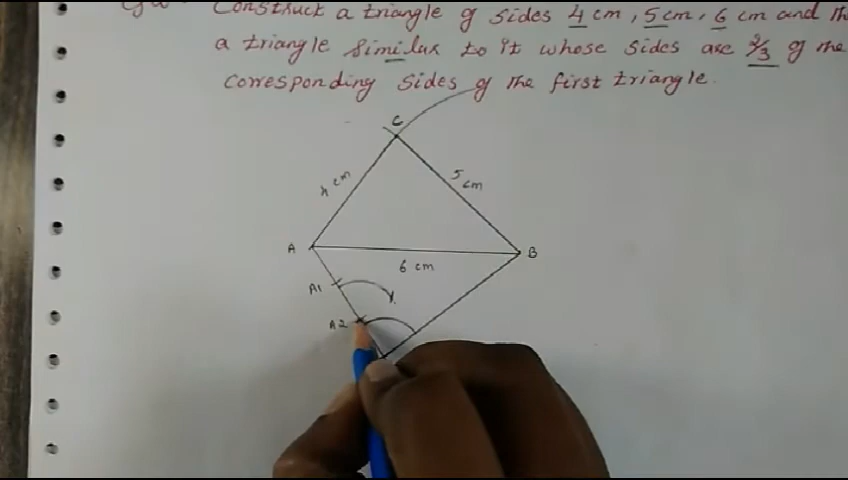 Construct a triangle of sides 4 cm, 5 cm, 6 cm and
a triangle similar to it whose sides are 2/3 of the
corresponding sides of the first triangle.
C
4 cm
5 cm
A
B
6 cm
A1
A2